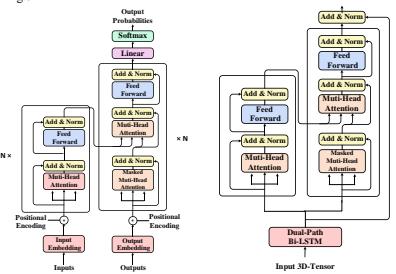 Output
Probabilities
Softmax
Linear
Add & Norm
Feed
Forward
Add & Norm
Muti-Head
Attention
Add & Norm
Masked
Muti-Head
Attention
× N
Add & Norm
Feed
Forward
Add & Norm
Muti-Head
Attention
N ×
Positional
Encoding
Positional
Encoding
Input
Embedding
Output
Embedding
Inputs
Outputs
Add & Norm
Add & Norm
Feed
Forward
Add & Norm
Muti-Head
Attention
Add & Norm
Masked
Muti-Head
Attention
Add & Norm
Feed
Forward
Add & Norm
Muti-Head
Attention
Dual-Path
Bi-LSTM
Input 3D-Tensor